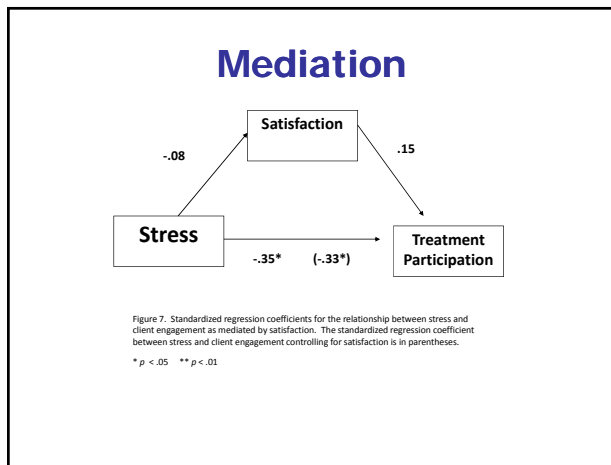 Mediation
Satisfaction
-.08
.15
Stress
-.35*
(-.33*)
Treatment
Participation
Figure 7. Standardized regression coefficients for the relationship between stress and
client engagement as mediated by satisfaction. The standardized regression coefficient
between stress and client engagement controlling for satisfaction is in parentheses.
* p < .05 ** p < .01